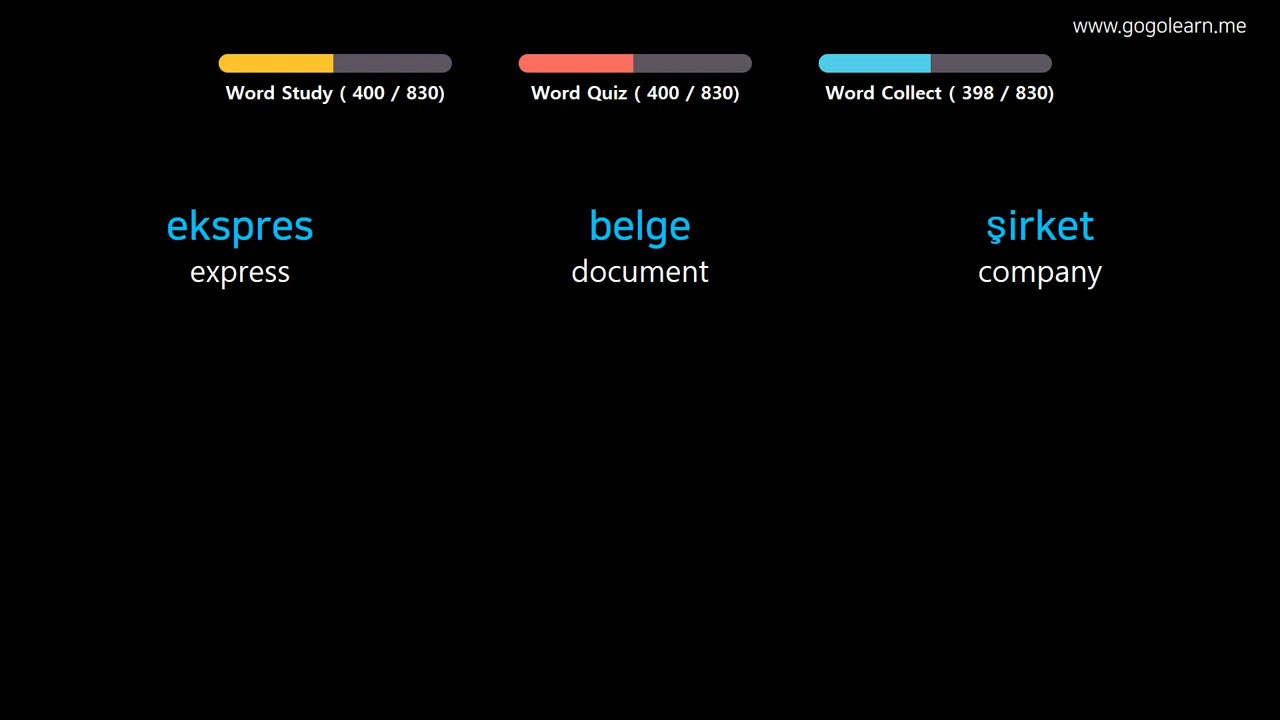 www.gogolearn.me
Word Study ( 400 / 830)
Word Quiz ( 400 / 830)
Word Collect ( 398 / 830)
ekspres
express
belge
document
şirket
company